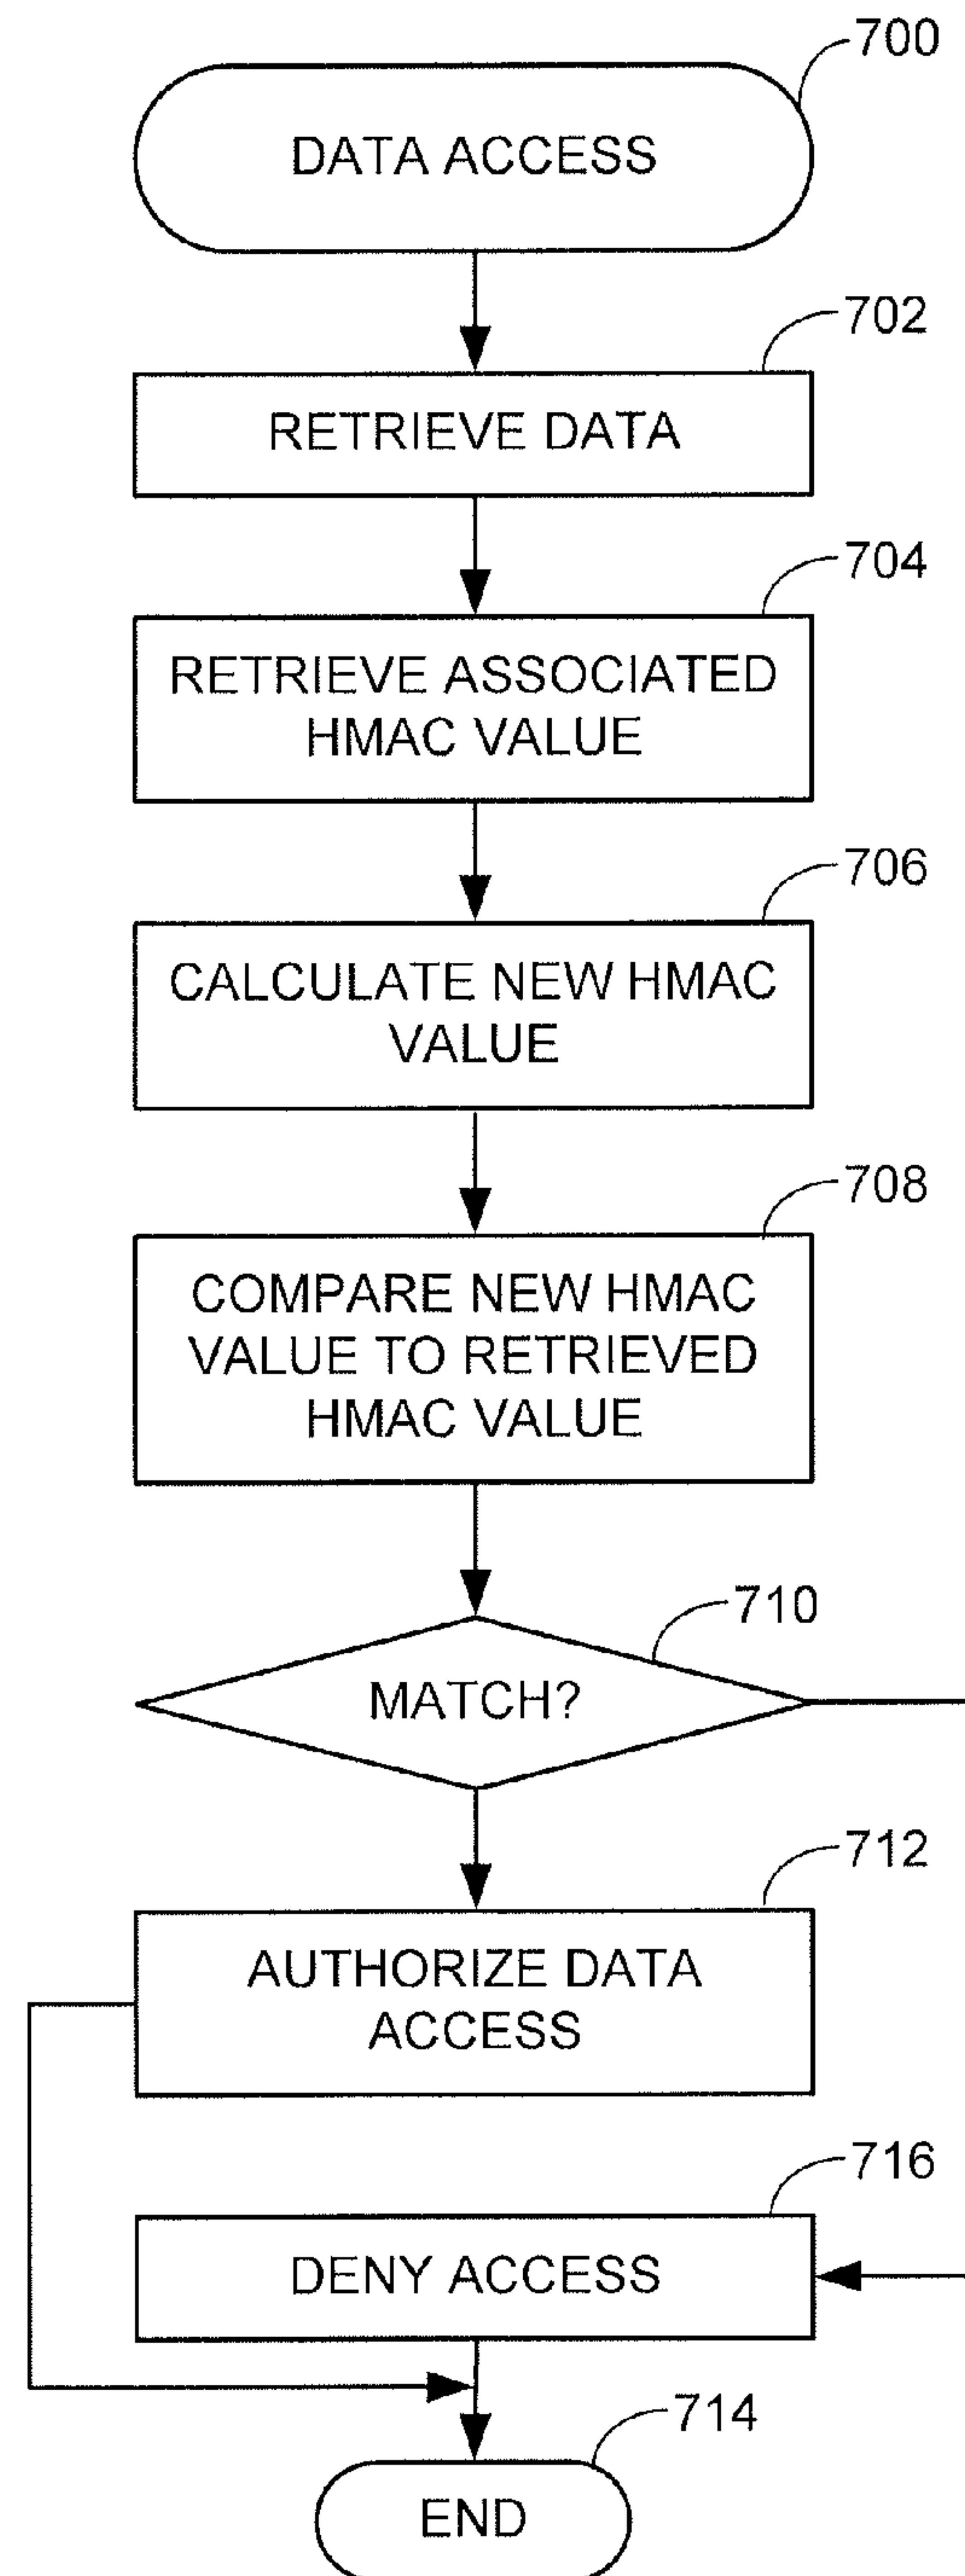 700
DATA ACCESS
702
RETRIEVE DATA
704
RETRIEVE ASSOCIATED
HMAC VALUE
706
CALCULATE NEW HMAC
VALUE
708
COMPARE NEW HMAC
VALUE TO RETRIEVED
HMAC VALUE
710
MATCH?
712
AUTHORIZE DATA
ACCESS
716
DENY ACCESS
714
END